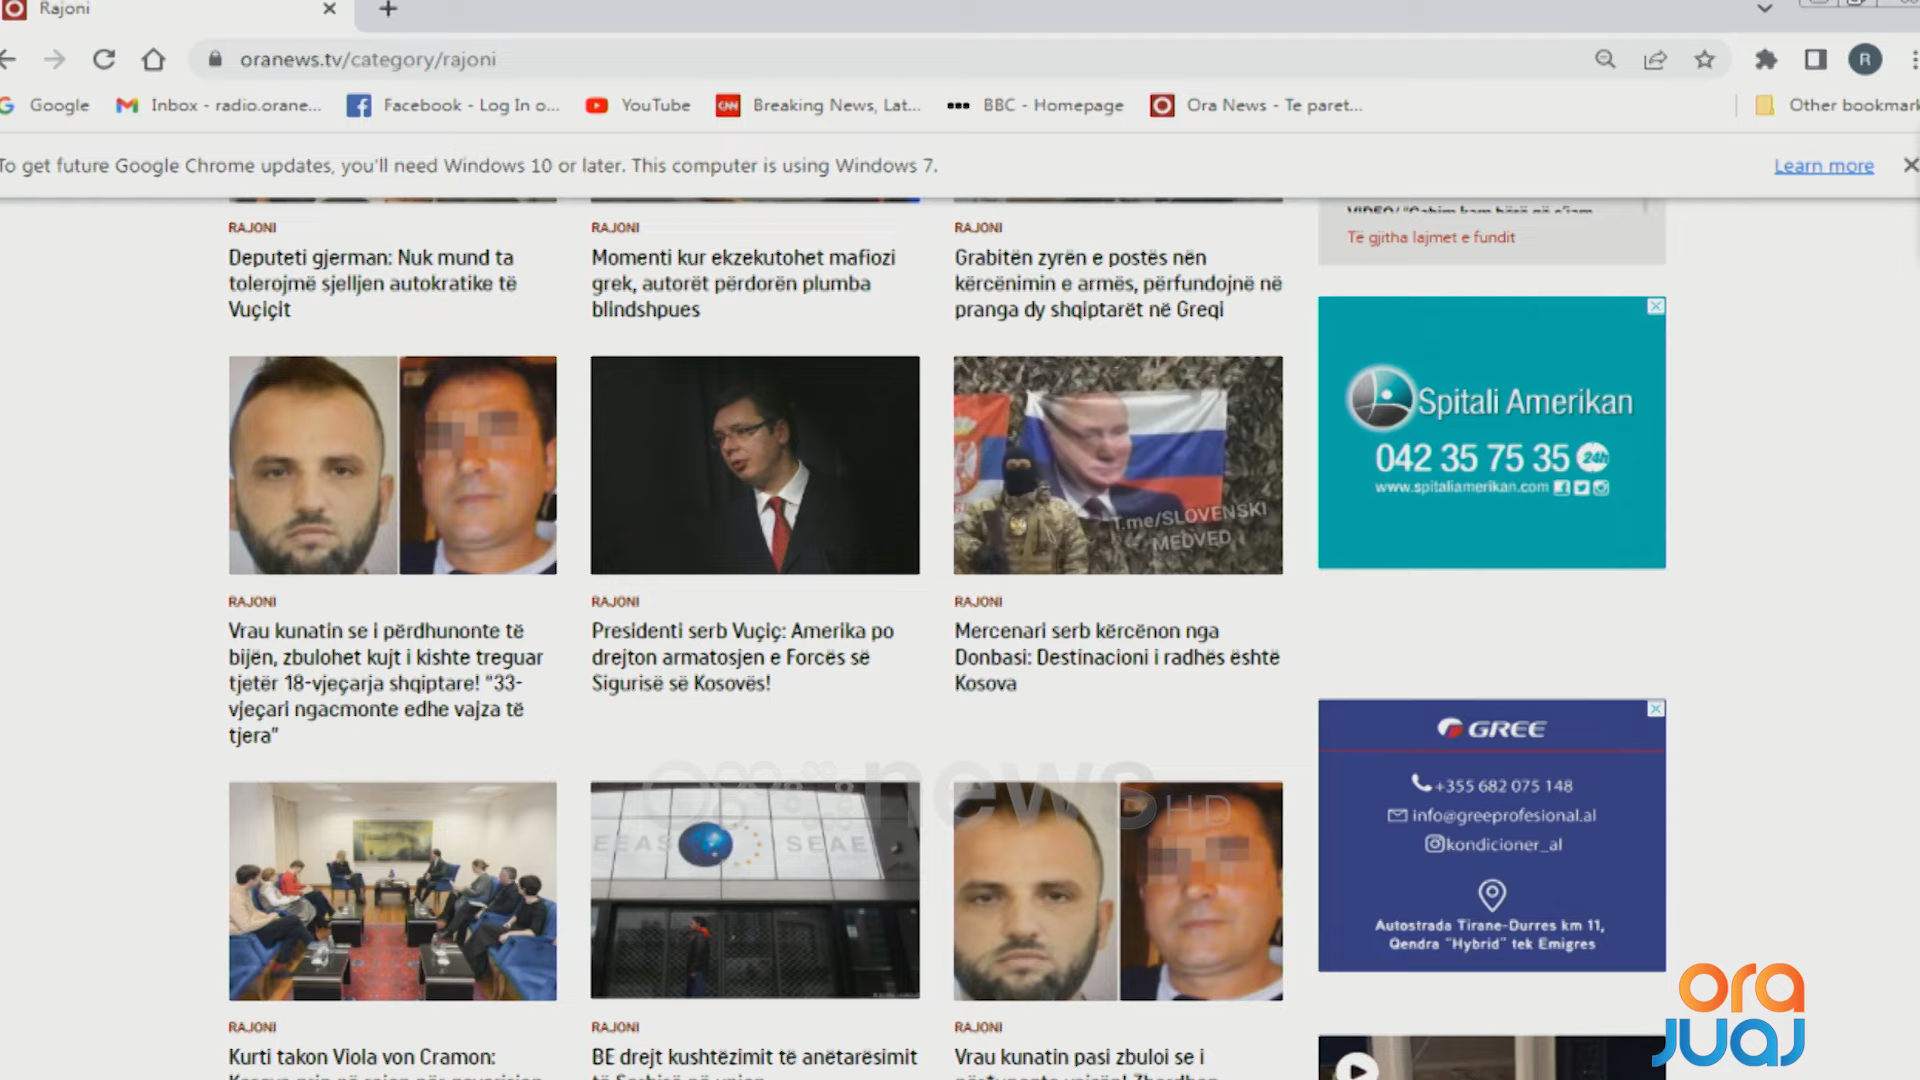 Rajoni
oranews.tv/category/rajoni
R
Google
Inbox - radio.orane...
Facebook - Log In o...
YouTube
CNN
Breaking News, Lat...
BBC - Homepage
Ora News - Te paret...
Other bookmark
To get future Google Chrome updates, you'll need Windows 10 or later. This computer is using Windows 7.
Learn more
RAJONI
Deputeti gjerman: Nuk mund ta
tolerojmë sjelljen autokratike të
Vuçiçit
RAJONI
Momenti kur ekzekutohet mafiozi
grek, autorët përdorën plumba
blindshpues
RAJONI
Grabitën zyrën e postës nën
kërcënimin e armës, përfundojnë në
pranga dy shqiptarët në Greqi
Të gjitha lajmet e fundit
Spitali Amerikan
042 35 75 35 24h
www.spitaliamerikan.com
T.me/SLOVENSKI
MEDVED
RAJONI
Vrau kunatin se i përdhunonte të
bijën, zbulohet kujt i kishte treguar
tjetër 18-vjeçarja shqiptare! "33-
vjeçari ngacmonte edhe vajza të
tjera"
RAJONI
Presidenti serb Vuçiç: Amerika po
drejton armatosjen e Forcës së
Sigurisë së Kosovës!
RAJONI
Mercenari serb kërcënon nga
Donbasi: Destinacioni i radhës është
Kosova
GREE
+355 682 075 148
info@greeprofesional.al
kondicioner_al
Autostrada Tirane-Durres km 11,
Qendra "Hybrid" tek Emigres
news HD
EEAS SEAE
RAJONI
Kurti takon Viola von Cramon:
RAJONI
BE drejt kushtëzimit të anëtarësimit
RAJONI
Vrau kunatin pasi zbuloi se i
ora
JUAJ